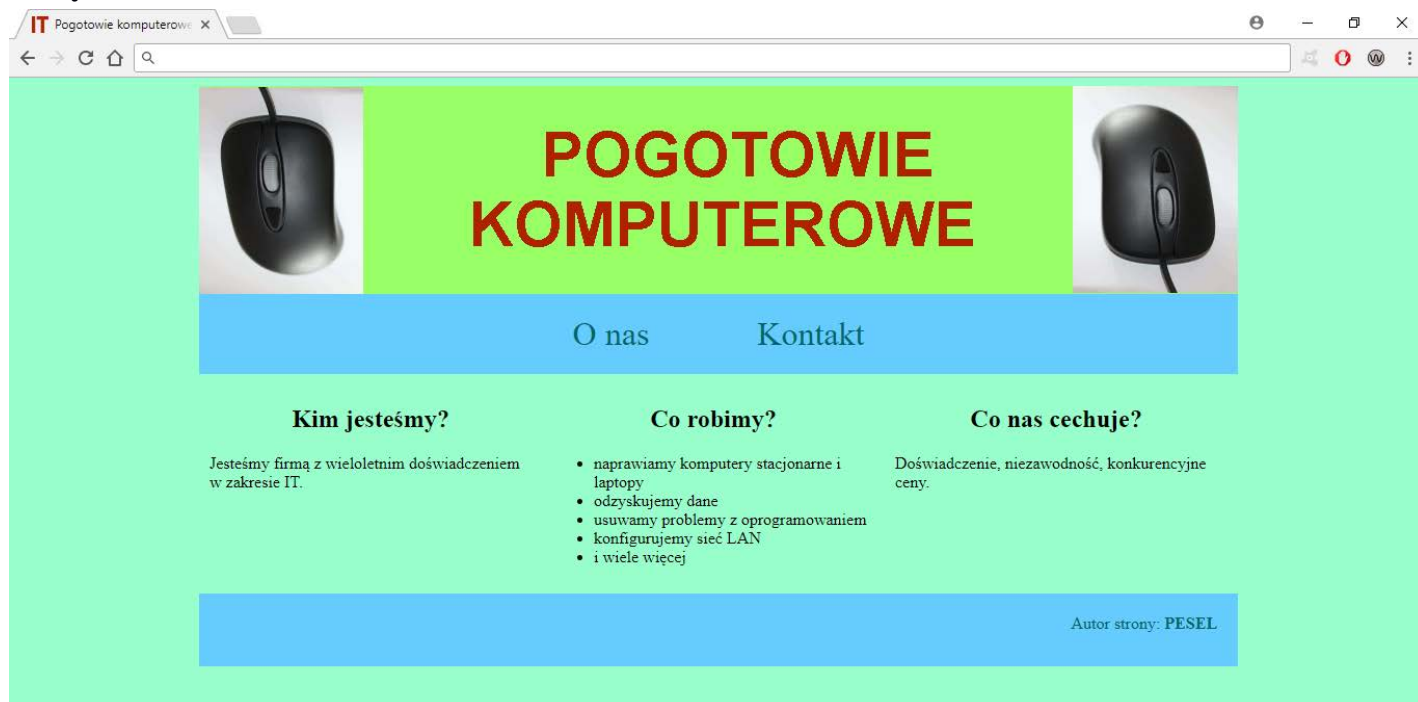 IT Pogotowie komputerowe
POGOTOWIE
KOMPUTEROWE
O nas Kontakt
Kim jesteśmy?
Jesteśmy firmą z wieloletnim doświadczeniem
w zakresie IT.
Co robimy?
naprawiamy komputery stacjonarne i
laptopy
odzyskujemy dane
usuwamy problemy z oprogramowaniem
konfigurujemy sieć LAN
i wiele więcej
Co nas cechuje?
Doświadczenie, niezawodność, konkurencyjne
ceny.
Autor strony: PESEL